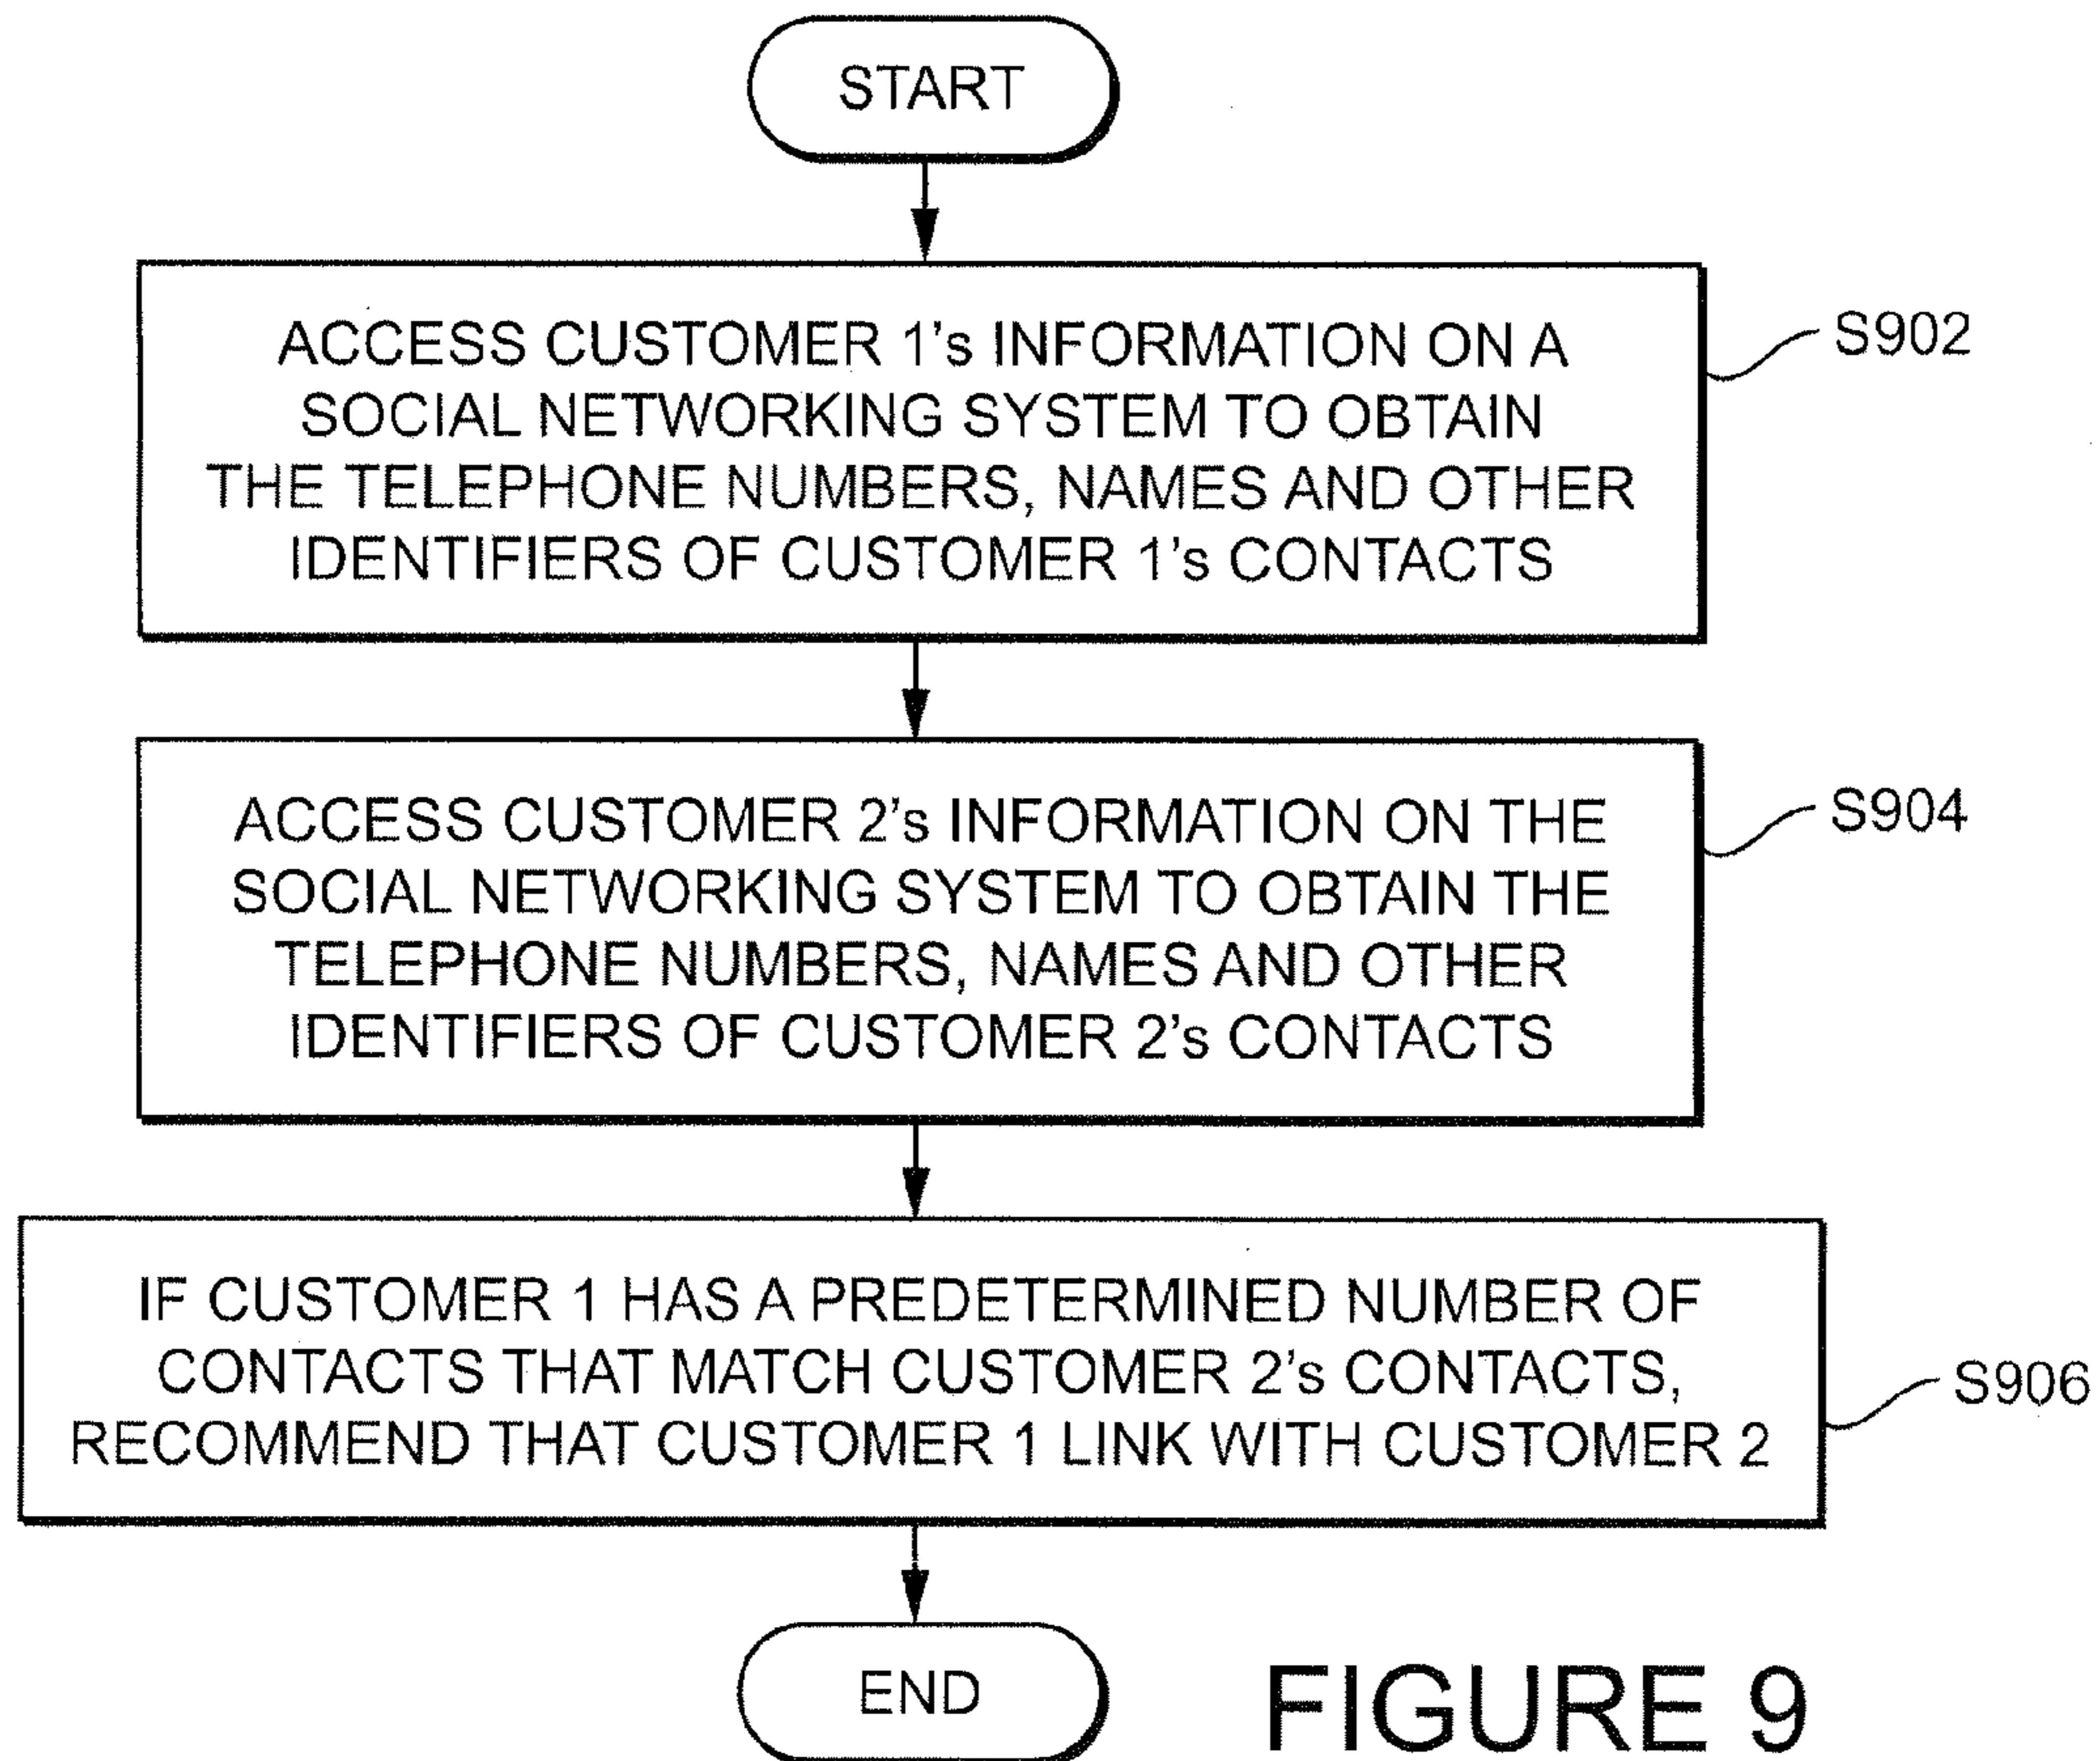 START
ACCESS CUSTOMER 1's INFORMATION ON A
SOCIAL NETWORKING SYSTEM TO OBTAIN
THE TELEPHONE NUMBERS, NAMES AND OTHER
IDENTIFIERS OF CUSTOMER 1's CONTACTS
S902
ACCESS CUSTOMER 2's INFORMATION ON THE
SOCIAL NETWORKING SYSTEM TO OBTAIN THE
TELEPHONE NUMBERS, NAMES AND OTHER
IDENTIFIERS OF CUSTOMER 2's CONTACTS
S904
IF CUSTOMER 1 HAS A PREDETERMINED NUMBER OF
CONTACTS THAT MATCH CUSTOMER 2's CONTACTS,
RECOMMEND THAT CUSTOMER 1 LINK WITH CUSTOMER 2
S906
END
FIGURE 9